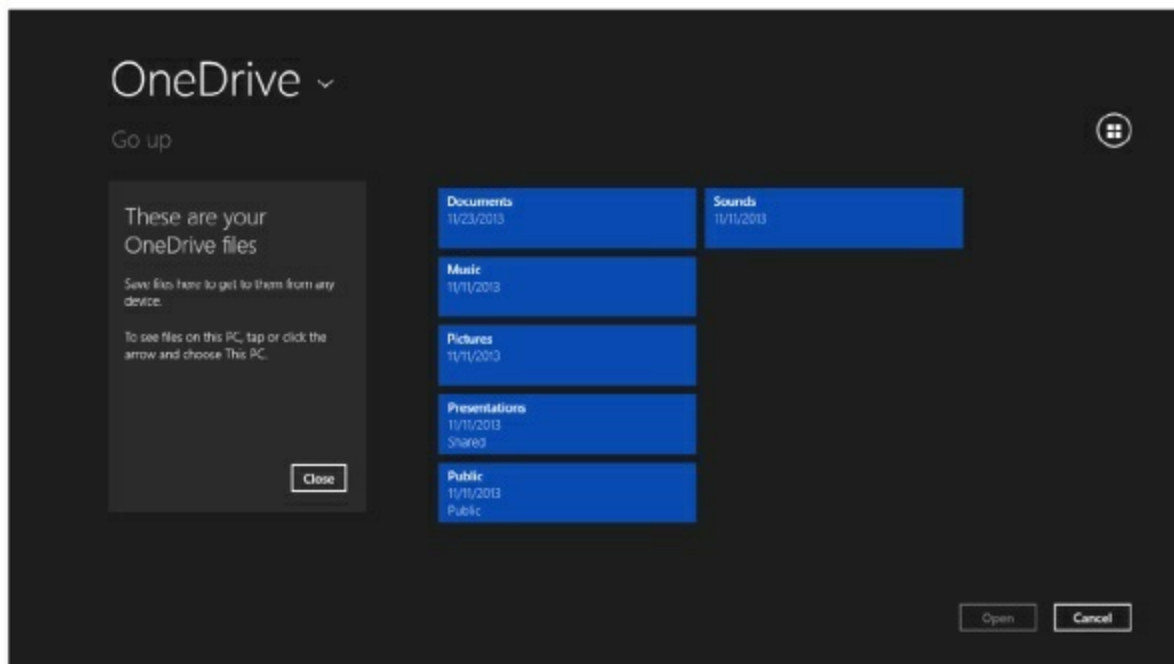 OneDrive
Go up
These are your
OneDrive files
Save files here to get to them from any
device.
To see files on this PC, tap or click the
arrow and choose This PC.
Close
Documents
11/23/2013
Music
11/11/2013
Pictures
11/11/2013
Presentations
11/11/2013
Shared
Public
11/11/2013
Public
Sounds
11/11/2013
Open
Cancel